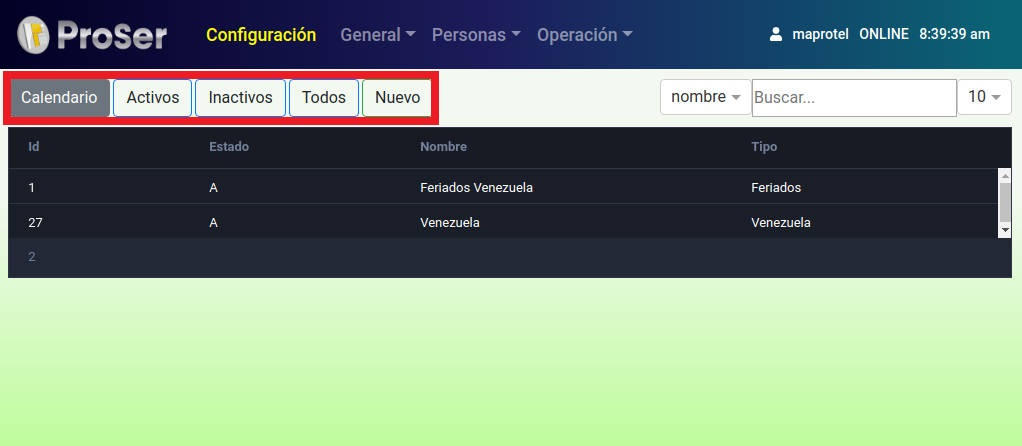 ProSer Configuración General Personas Operación maprotel ONLINE 8:39:39 am
Calendario Activos Inactivos Todos Nuevo nombre Buscar... 10
Id Estado Nombre Tipo
1 A Feriados Venezuela Feriados
27 A Venezuela Venezuela
2